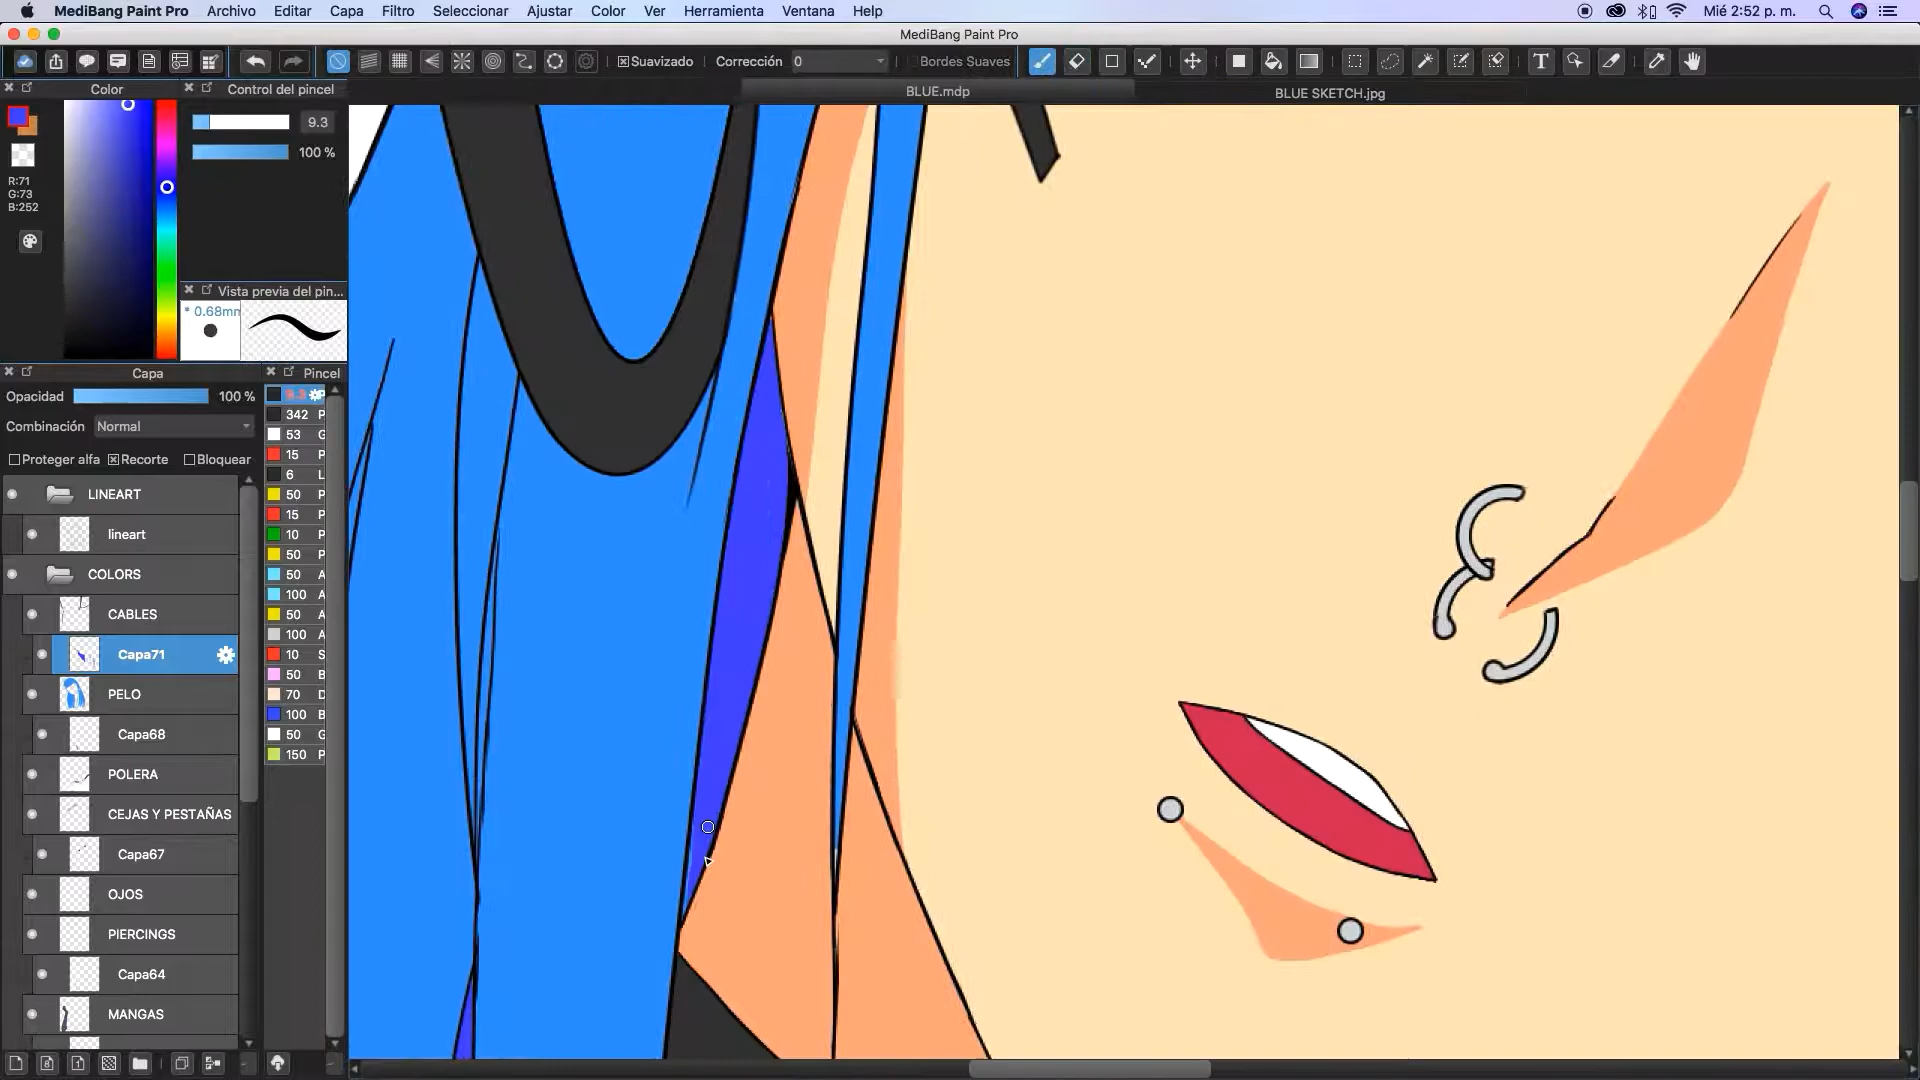 MediBang Paint Pro Archivo Editar Capa Filtro Seleccionar Ajustar Color Ver Herramienta Ventana Help Mié 2:52 p. m.
MediBang Paint Pro
Suavizado Corrección 0 Bordes Suaves
Color Control del pincel
BLUE.mdp BLUE SKETCH.jpg
9.3
100 %
R:71
G:73
B:252
Vista previa del pin...
* 0.68mm
Capa Pincel
Opacidad 100 %
Combinación Normal
Proteger alfa Recorte Bloquear
9.3 P
342 P
53 G
15 P
6 L
50 P
15 P
10 P
50 P
50 A
100 A
50 A
100 A
10 S
50 B
70 D
100 B
50 G
150 P
LINEART
lineart
COLORS
CABLES
Capa71
PELO
Capa68
POLERA
CEJAS Y PESTAÑAS
Capa67
OJOS
PIERCINGS
Capa64
MANGAS